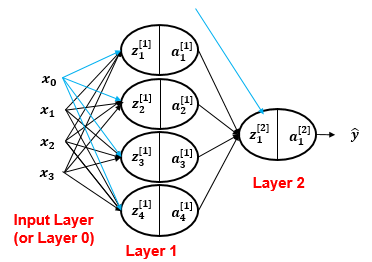 x₀
x₁
x₂
x₃
z₁^[1] a₁^[1]
z₂^[1] a₂^[1]
z₃^[1] a₃^[1]
z₄^[1] a₄^[1]
z₁^[2] a₁^[2]
ŷ
Input Layer
(or Layer 0)
Layer 1
Layer 2